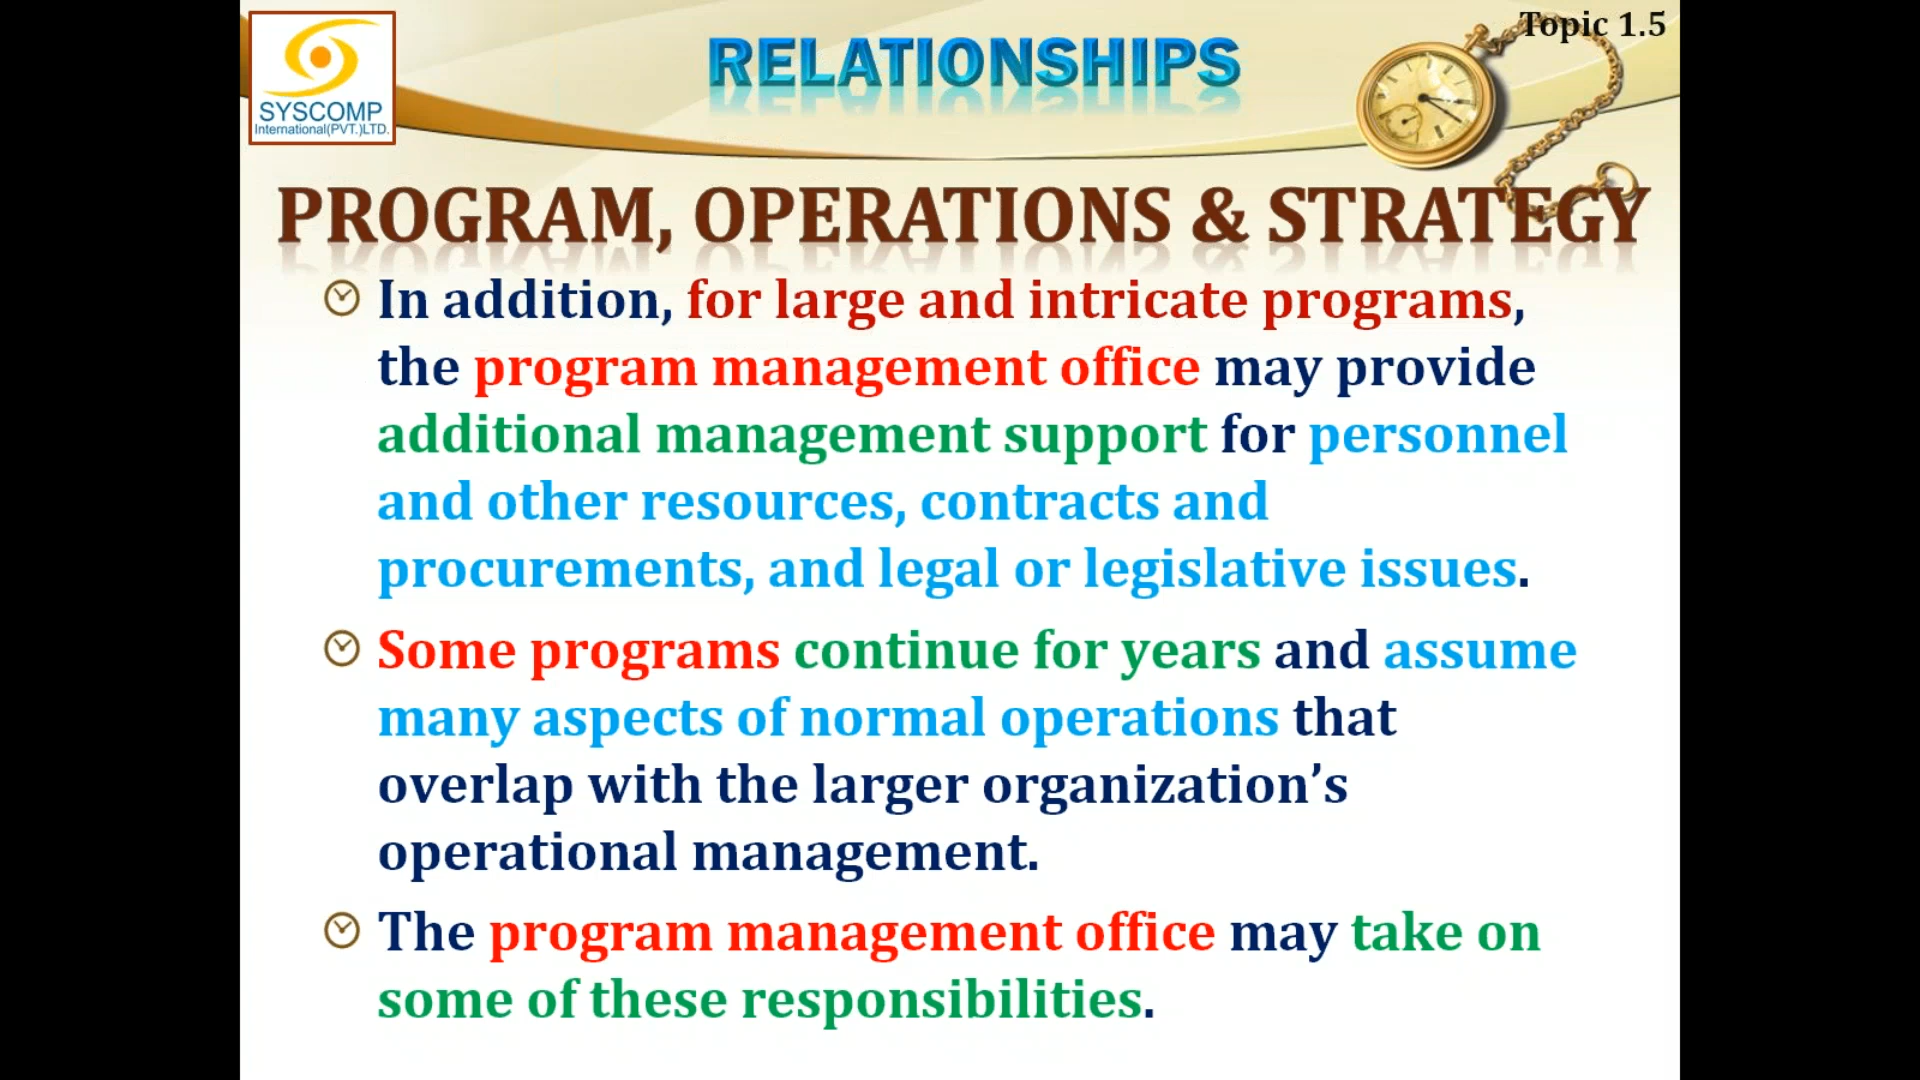 Topic 1.5
SYSCOMP
International(PVT.)LTD.
RELATIONSHIPS
PROGRAM, OPERATIONS & STRATEGY
In addition, for large and intricate programs,
the program management office may provide
additional management support for personnel
and other resources, contracts and
procurements, and legal or legislative issues.
Some programs continue for years and assume
many aspects of normal operations that
overlap with the larger organization’s
operational management.
The program management office may take on
some of these responsibilities.